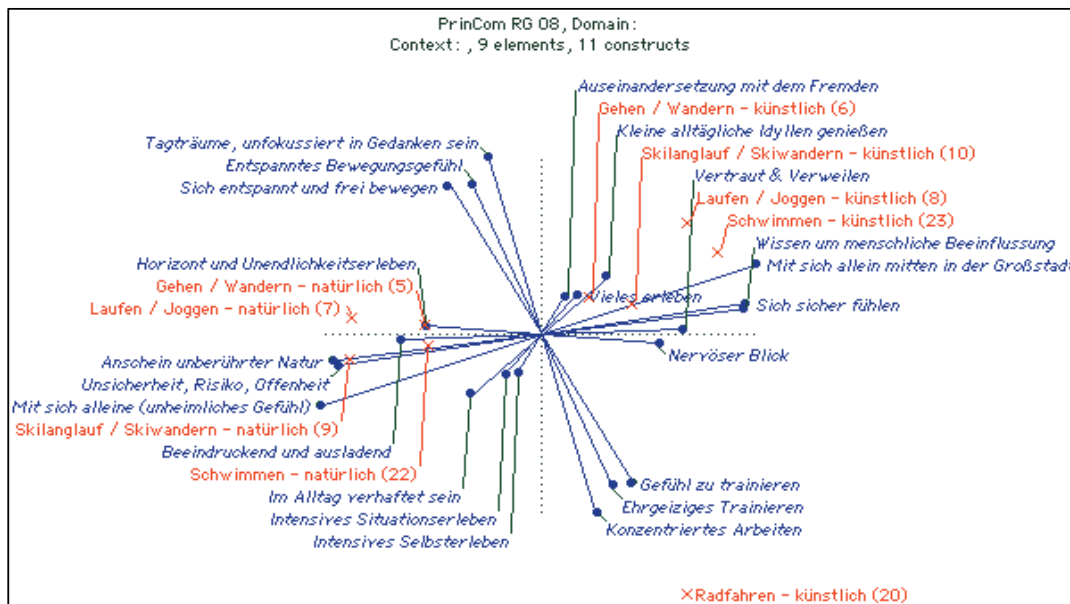 PrinCom RG 08, Domain:
Context: , 9 elements, 11 constructs
Auseinandersetzung mit dem Fremden
Gehen / Wandern - künstlich (6)
Kleine alltägliche Idyllen genießen
Tagträume, unfokussiert in Gedanken sein
Skilanglauf / Skiwandern - künstlich (10)
Entspanntes Bewegungsgefühl
Vertraut & Verweilen
Sich entspannt und frei bewegen
Laufen / Joggen - künstlich (8)
Schwimmen - künstlich (23)
Wissen um menschliche Beeinflussung
Horizont und Unendlichkeitserleben
Mit sich allein mitten in der Großstadt
Gehen / Wandern - natürlich (5)
Vieles erleben
Laufen / Joggen - natürlich (7)
Sich sicher fühlen
Nervöser Blick
Anschein unberührter Natur
Unsicherheit, Risiko, Offenheit
Mit sich alleine (unheimliches Gefühl)
Skilanglauf / Skiwandern - natürlich (9)
Beeindruckend und ausladend
Schwimmen - natürlich (22)
Gefühl zu trainieren
Im Alltag verhaftet sein
Ehrgeiziges Trainieren
Intensives Situationserleben
Konzentriertes Arbeiten
Intensives Selbsterleben
Radfahren - künstlich (20)